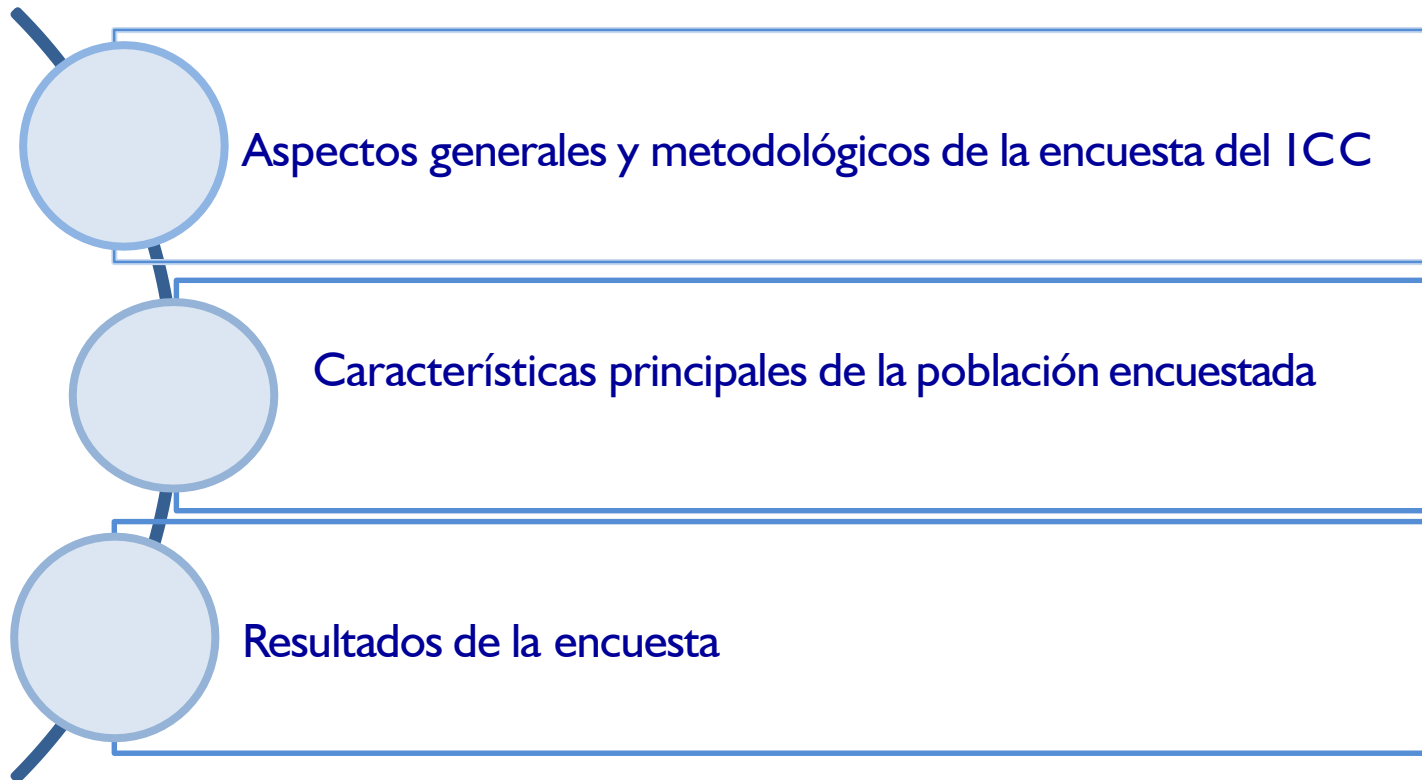 Aspectos generales y metodológicos de la encuesta del ICC
Características principales de la población encuestada
Resultados de la encuesta